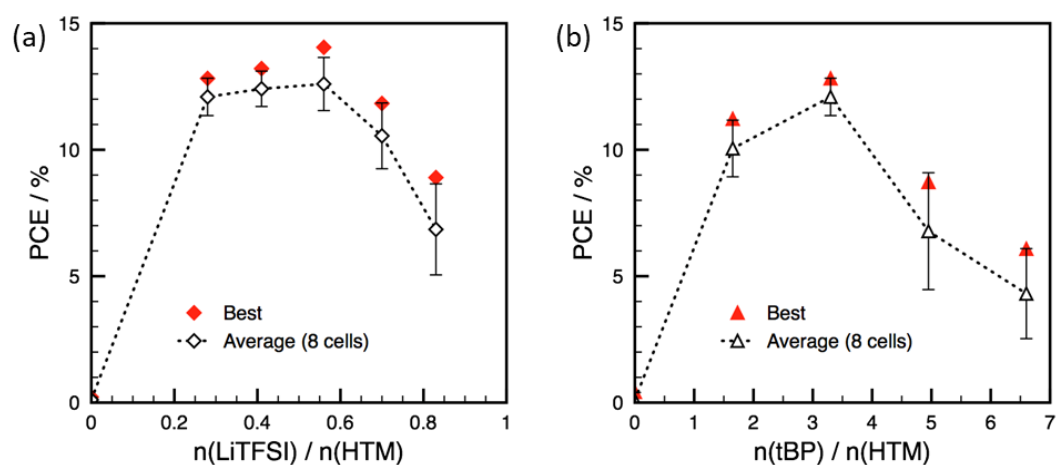 (a)
15
10
5
0
PCE / %
Best
Average (8 cells)
0 0.2 0.4 0.6 0.8 1
n(LiTFSI) / n(HTM)
(b)
15
10
5
0
PCE / %
Best
Average (8 cells)
0 1 2 3 4 5 6 7
n(tBP) / n(HTM)